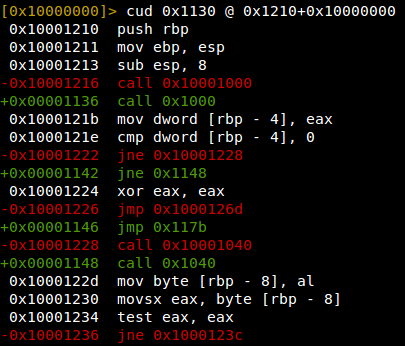 [0x10000000]> cud 0x1130 @ 0x1210+0x10000000
0x10001210 push rbp
0x10001211 mov ebp, esp
0x10001213 sub esp, 8
-0x10001216 call 0x10001000
+0x00001136 call 0x1000
0x1000121b mov dword [rbp - 4], eax
0x1000121e cmp dword [rbp - 4], 0
-0x10001222 jne 0x10001228
+0x00001142 jne 0x1148
0x10001224 xor eax, eax
-0x10001226 jmp 0x1000126d
+0x00001146 jmp 0x117b
-0x10001228 call 0x10001040
+0x00001148 call 0x1040
0x1000122d mov byte [rbp - 8], al
0x10001230 movsx eax, byte [rbp - 8]
0x10001234 test eax, eax
-0x10001236 jne 0x1000123c